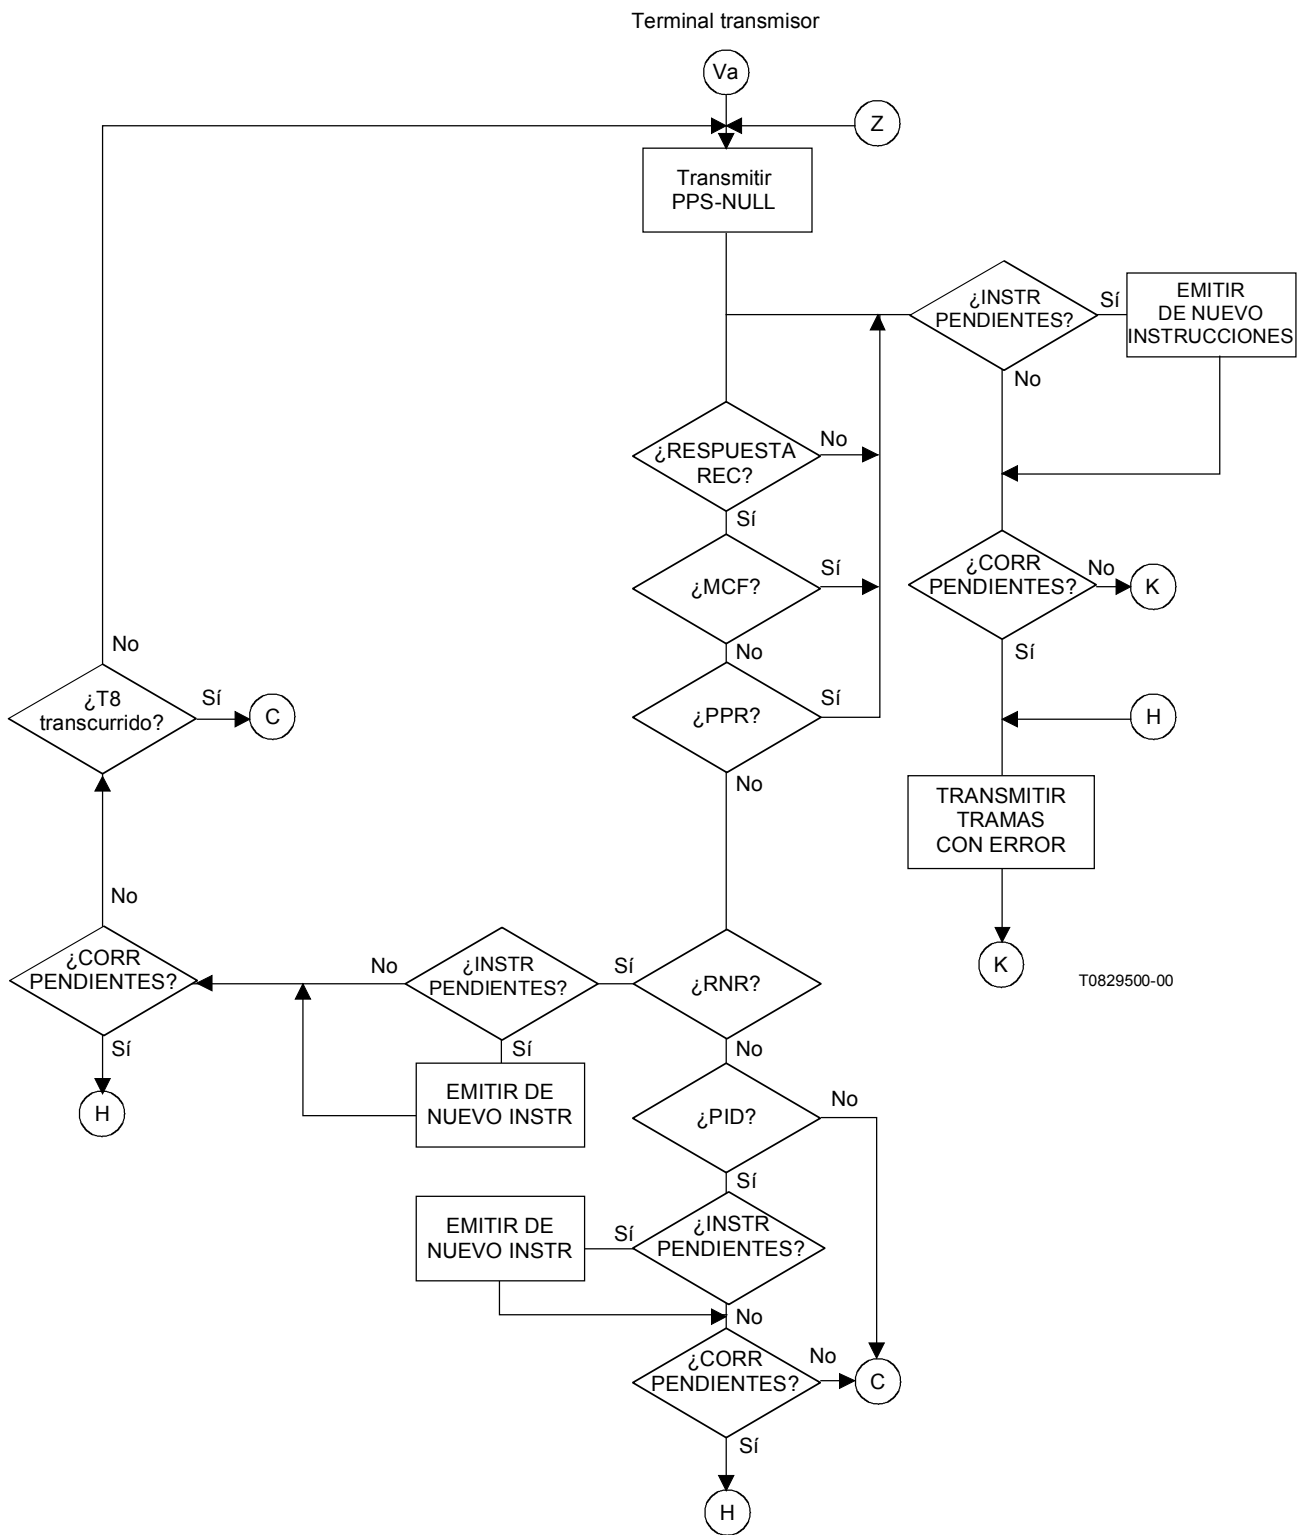 Terminal transmisor
Va
Z
Transmitir
PPS-NULL
¿INSTR
PENDIENTES?
Sí
EMITIR
DE NUEVO
INSTRUCCIONES
No
¿RESPUESTA
REC?
No
Sí
¿MCF?
Sí
No
¿CORR
PENDIENTES?
No
K
Sí
¿PPR?
Sí
No
H
TRANSMITIR
TRAMAS
CON ERROR
K
T0829500-00
No
¿T8
transcurrido?
Sí
C
No
¿CORR
PENDIENTES?
Sí
H
No
¿INSTR
PENDIENTES?
Sí
Sí
EMITIR DE
NUEVO INSTR
¿RNR?
No
¿PID?
No
Sí
EMITIR DE
NUEVO INSTR
Sí
¿INSTR
PENDIENTES?
No
¿CORR
PENDIENTES?
No
C
Sí
H